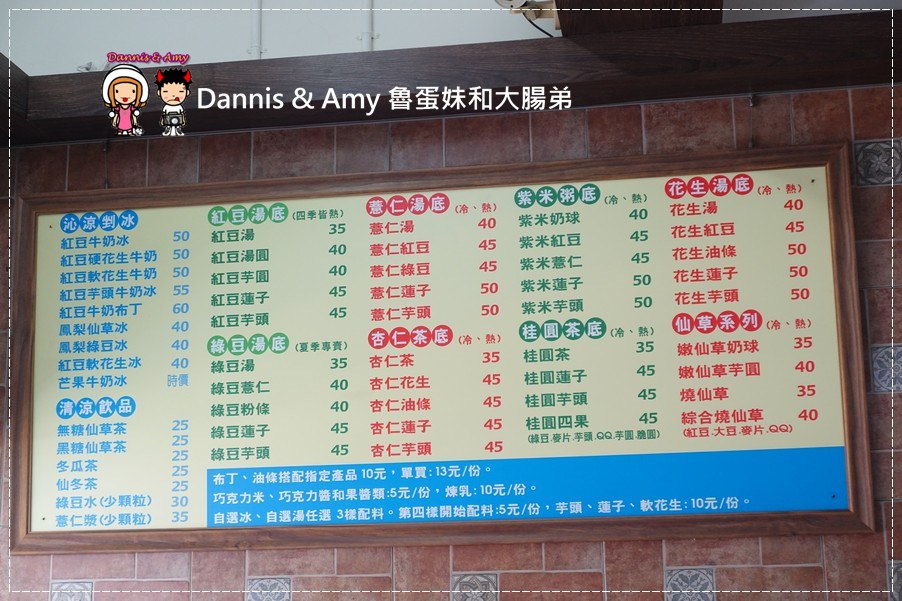 Dannis & Amy
Dannis & Amy 魯蛋妹和大腸弟
沁涼剉冰
紅豆牛奶冰 50
紅豆硬花生牛奶 50
紅豆軟花生牛奶 50
紅豆芋頭牛奶冰 55
紅豆牛奶布丁 60
鳳梨仙草冰 40
鳳梨綠豆冰 40
紅豆軟花生冰 40
芒果牛奶冰 時價
清涼飲品
無糖仙草茶 25
黑糖仙草茶 25
冬瓜茶 25
仙冬茶 25
綠豆水(少顆粒) 30
薏仁漿(少顆粒) 35
紅豆湯底 (四季皆熱)
紅豆湯 35
紅豆湯圓 40
紅豆芋圓 40
紅豆蓮子 45
紅豆芋頭 45
綠豆湯底 (夏季專賣)
綠豆湯 35
綠豆薏仁 40
綠豆粉條 40
綠豆蓮子 45
綠豆芋頭 45
薏仁湯底 (冷、熱)
薏仁湯 40
薏仁紅豆 45
薏仁綠豆 45
薏仁蓮子 50
薏仁芋頭 50
杏仁茶底 (冷、熱)
杏仁茶 35
杏仁花生 45
杏仁油條 45
杏仁蓮子 45
杏仁芋頭 45
紫米粥底 (冷、熱)
紫米奶球 40
紫米紅豆 45
紫米薏仁 45
紫米蓮子 50
紫米芋頭 50
桂圓茶底 (冷、熱)
桂圓茶 35
桂圓蓮子 45
桂圓芋頭 45
桂圓四果 45
(綠豆.麥片.芋頭.QQ.芋圓.脆圓)
花生湯底 (冷、熱)
花生湯 40
花生紅豆 45
花生油條 50
花生蓮子 50
花生芋頭 50
仙草系列 (冷、熱)
嫩仙草奶球 35
嫩仙草芋圓 40
燒仙草 35
綜合燒仙草 40
(紅豆.大豆.麥片.QQ)
布丁、油條搭配指定產品 10元，單買:13元/份。
巧克力米、巧克力醬和果醬類:5元/份，煉乳:10元/份。
自選冰、自選湯任選 3樣配料。第四樣開始配料:5元/份，芋頭、蓮子、軟花生:10元/份。